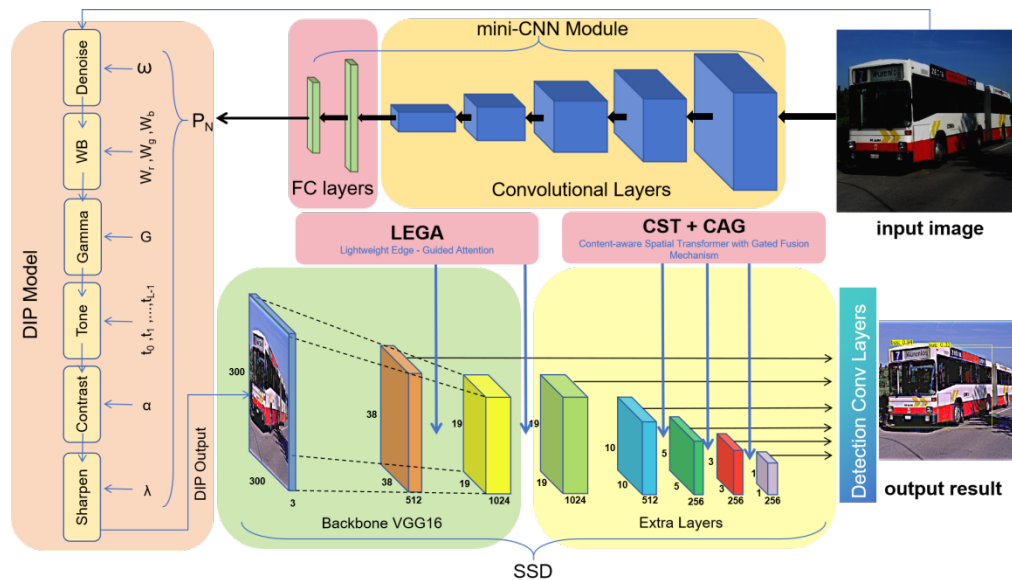 mini-CNN Module
FC layers
Convolutional Layers
input image
DIP Model
Denoise
WB
Gamma
Tone
Contrast
Sharpen
ω
Wr ,Wg ,Wb
G
t0 ,t1 ,...,tL-1
α
λ
PN
DIP Output
LEGA
Lightweight Edge - Guided Attention
CST + CAG
Content-aware Spatial Transformer with Gated Fusion
Mechanism
300
300
3
38
38
512
19
19
1024
19
19
1024
10
10
512
5
5
256
3
3
256
1
1
256
Backbone VGG16
Extra Layers
SSD
Detection Conv Layers
output result
7